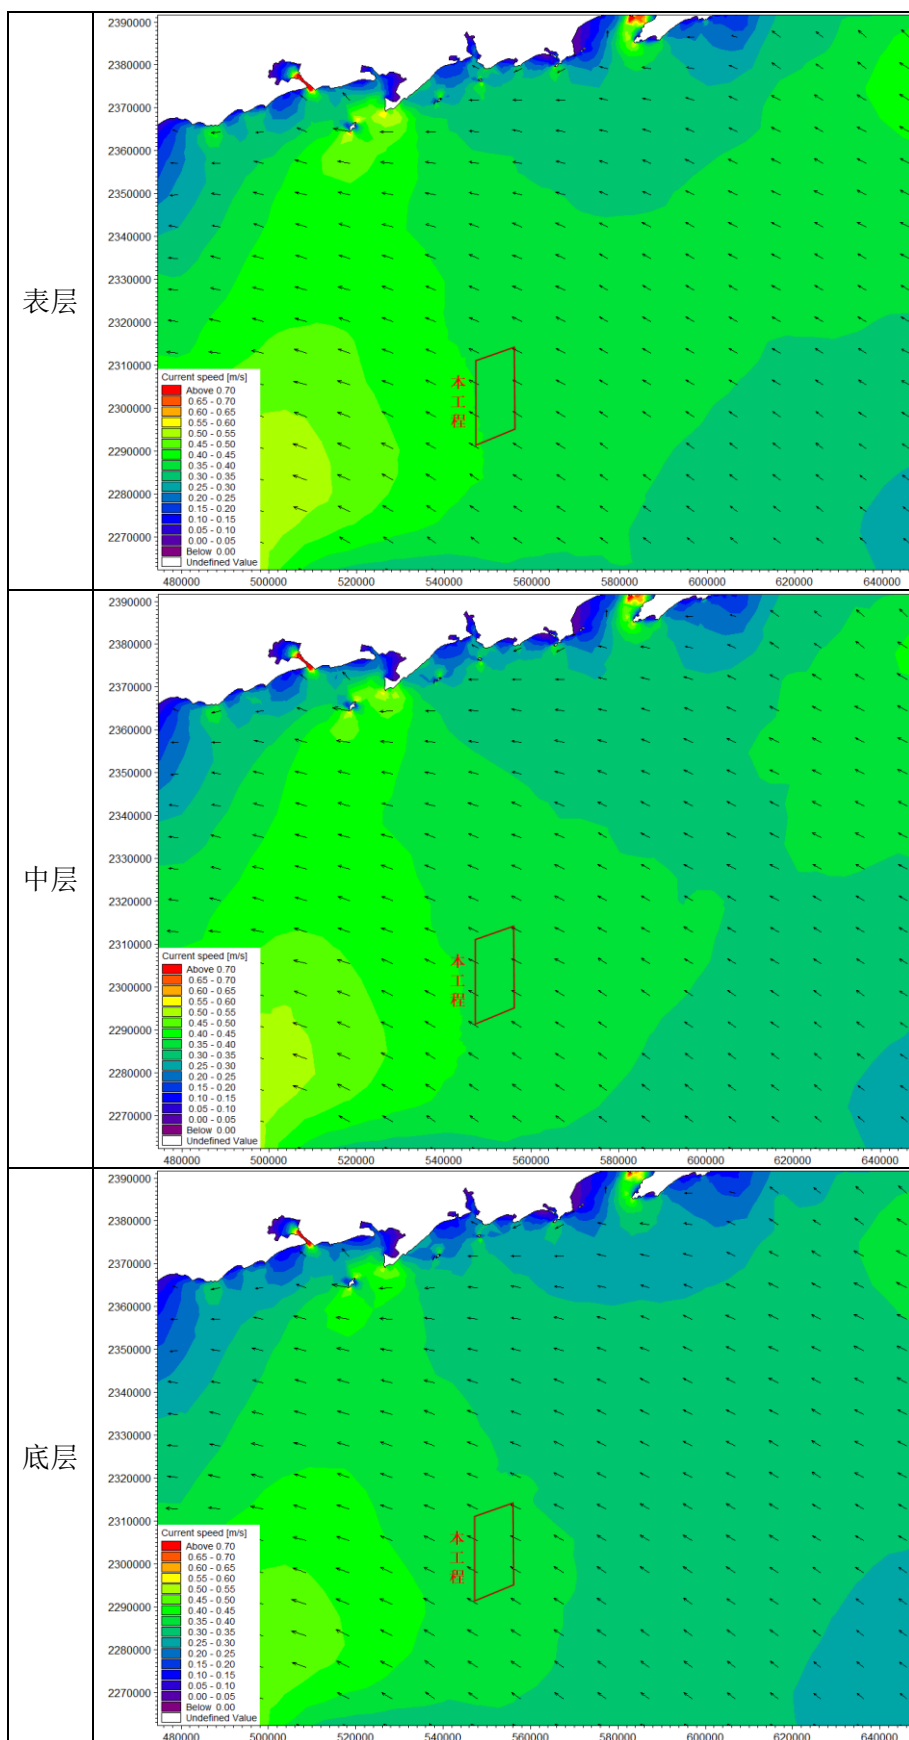 表层
2390000
2380000
2370000
2360000
2350000
2340000
2330000
2320000
2310000
2300000
2290000
2280000
2270000
本
工
程
Current speed [m/s]
Above 0.70
0.65 - 0.70
0.60 - 0.65
0.55 - 0.60
0.50 - 0.55
0.45 - 0.50
0.40 - 0.45
0.35 - 0.40
0.30 - 0.35
0.25 - 0.30
0.20 - 0.25
0.15 - 0.20
0.10 - 0.15
0.05 - 0.10
0.00 - 0.05
Below 0.00
Undefined Value
480000 500000 520000 540000 560000 580000 600000 620000 640000
中层
2390000
2380000
2370000
2360000
2350000
2340000
2330000
2320000
2310000
2300000
2290000
2280000
2270000
本
工
程
Current speed [m/s]
Above 0.70
0.65 - 0.70
0.60 - 0.65
0.55 - 0.60
0.50 - 0.55
0.45 - 0.50
0.40 - 0.45
0.35 - 0.40
0.30 - 0.35
0.25 - 0.30
0.20 - 0.25
0.15 - 0.20
0.10 - 0.15
0.05 - 0.10
0.00 - 0.05
Below 0.00
Undefined Value
480000 500000 520000 540000 560000 580000 600000 620000 640000
底层
2390000
2380000
2370000
2360000
2350000
2340000
2330000
2320000
2310000
2300000
2290000
2280000
2270000
本
工
程
Current speed [m/s]
Above 0.70
0.65 - 0.70
0.60 - 0.65
0.55 - 0.60
0.50 - 0.55
0.45 - 0.50
0.40 - 0.45
0.35 - 0.40
0.30 - 0.35
0.25 - 0.30
0.20 - 0.25
0.15 - 0.20
0.10 - 0.15
0.05 - 0.10
0.00 - 0.05
Below 0.00
Undefined Value
480000 500000 520000 540000 560000 580000 600000 620000 640000